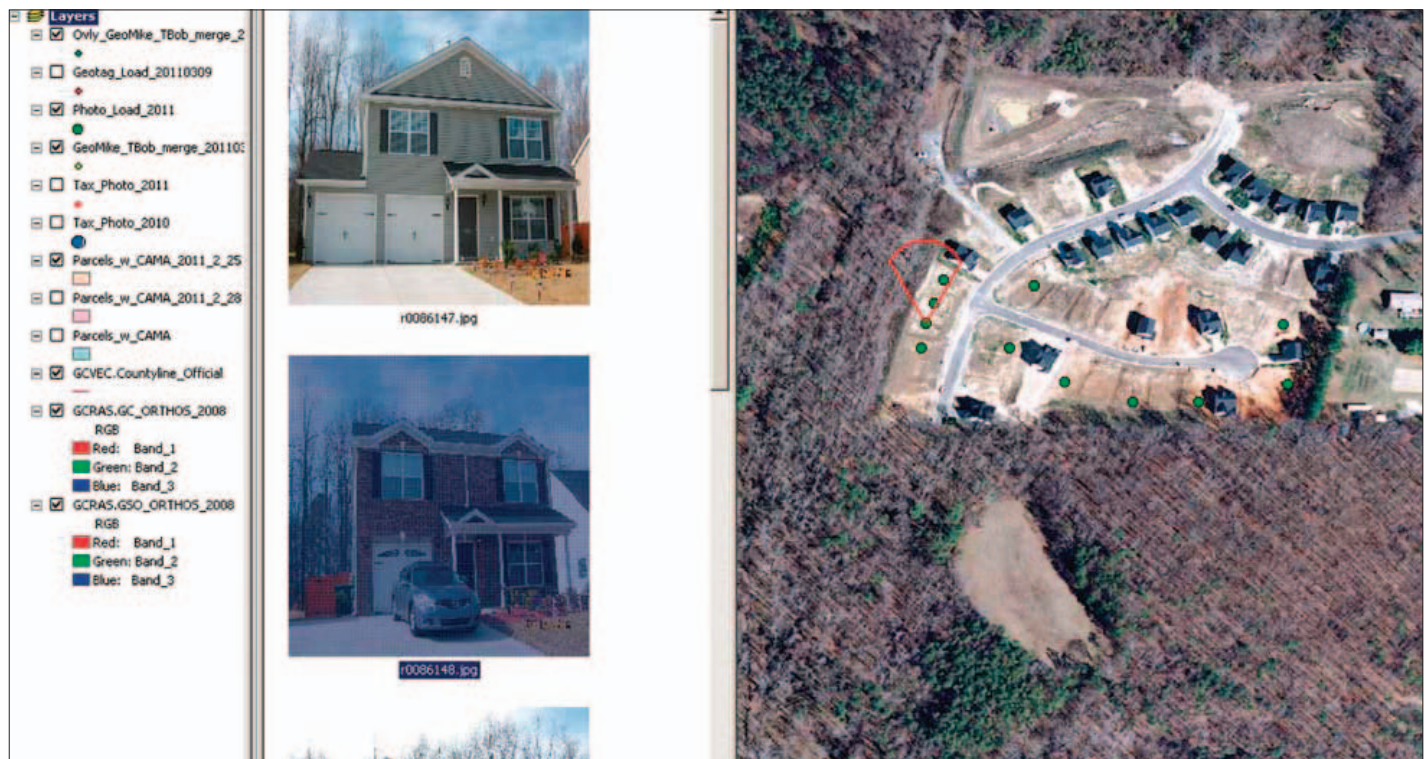 Layers
Ovly_GeoMike_TBob_merge_2
Geotag_Load_20110309
Photo_Load_2011
GeoMike_TBob_merge_201103
Tax_Photo_2011
Tax_Photo_2010
Parcels_w_CAMA_2011_2_25
Parcels_w_CAMA_2011_2_28
Parcels_w_CAMA
GCVEC.Countyline_Official
GCRAS.GC_ORTHOS_2008
RGB
Red: Band_1
Green: Band_2
Blue: Band_3
GCRAS.GSO_ORTHOS_2008
RGB
Red: Band_1
Green: Band_2
Blue: Band_3
r0086147.jpg
r0086148.jpg